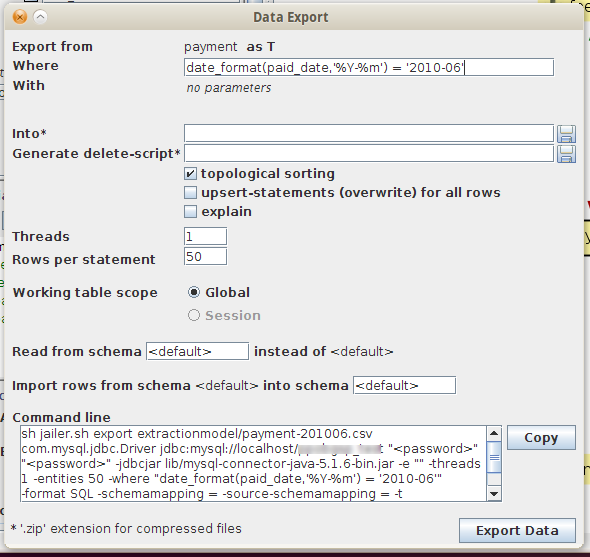 Data Export
Export from payment as T
Where date_format(paid_date,'%Y-%m') = '2010-06'
With no parameters
Into*
Generate delete-script*
topological sorting
upsert-statements (overwrite) for all rows
explain
Threads 1
Rows per statement 50
Working table scope Global
Session
Read from schema <default> instead of <default>
Import rows from schema <default> into schema <default>
Command line
sh jailer.sh export extractionmodel/payment-201006.csv
com.mysql.jdbc.Driver jdbc:mysql://localhost/ "<password>"
"<password>" -jdbcjar lib/mysql-connector-java-5.1.6-bin.jar -e "" -threads
1 -entities 50 -where "date_format(paid_date,'%Y-%m') = '2010-06'"
-format SQL -schemamapping = -source-schemamapping = -t
Copy
* '.zip' extension for compressed files
Export Data